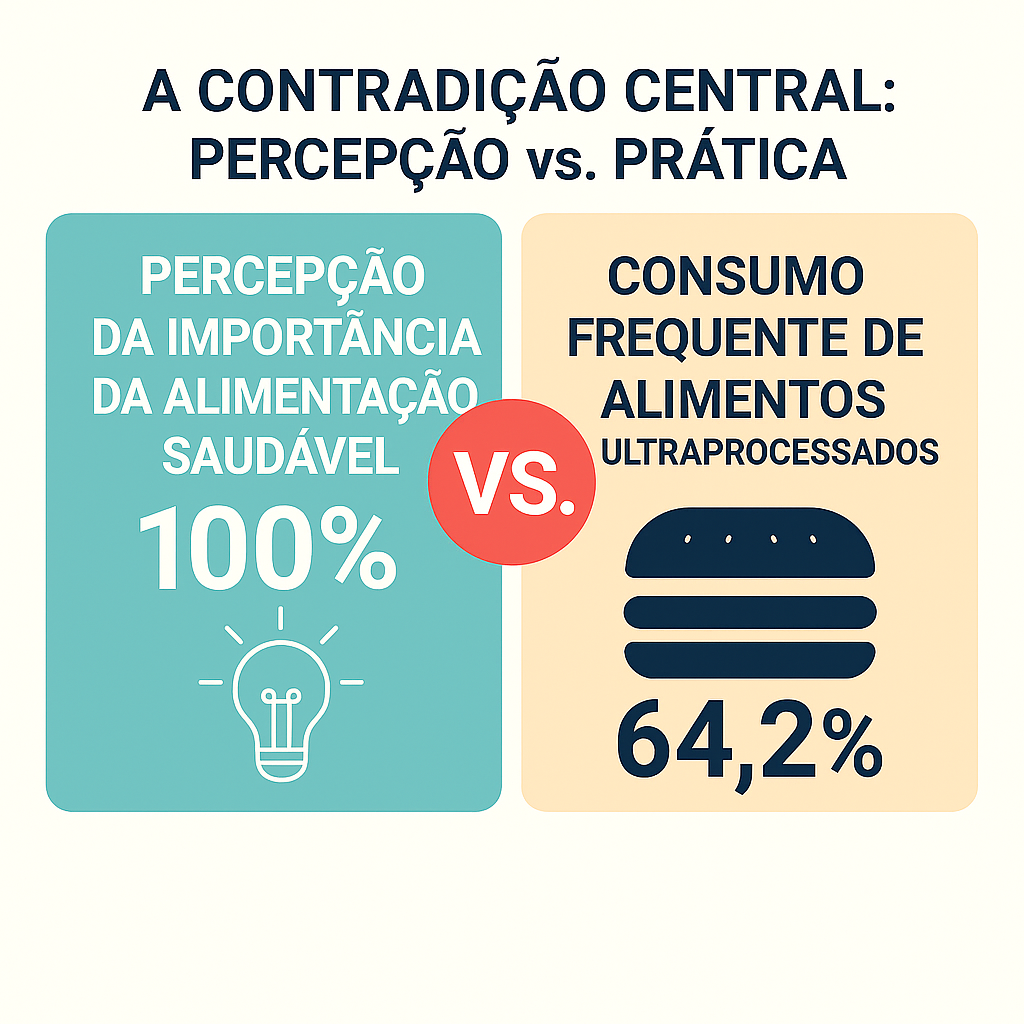 A CONTRADIÇÃO CENTRAL:
PERCEPÇÃO vs. PRÁTICA
PERCEPÇÃO
DA IMPORTÃNCIA
DA ALIMENTAÇÃO
SAUDÁVEL
100%
VS.
CONSUMO
FREQUENTE DE
ALIMENTOS
ULTRAPROCESSADOS
64,2%